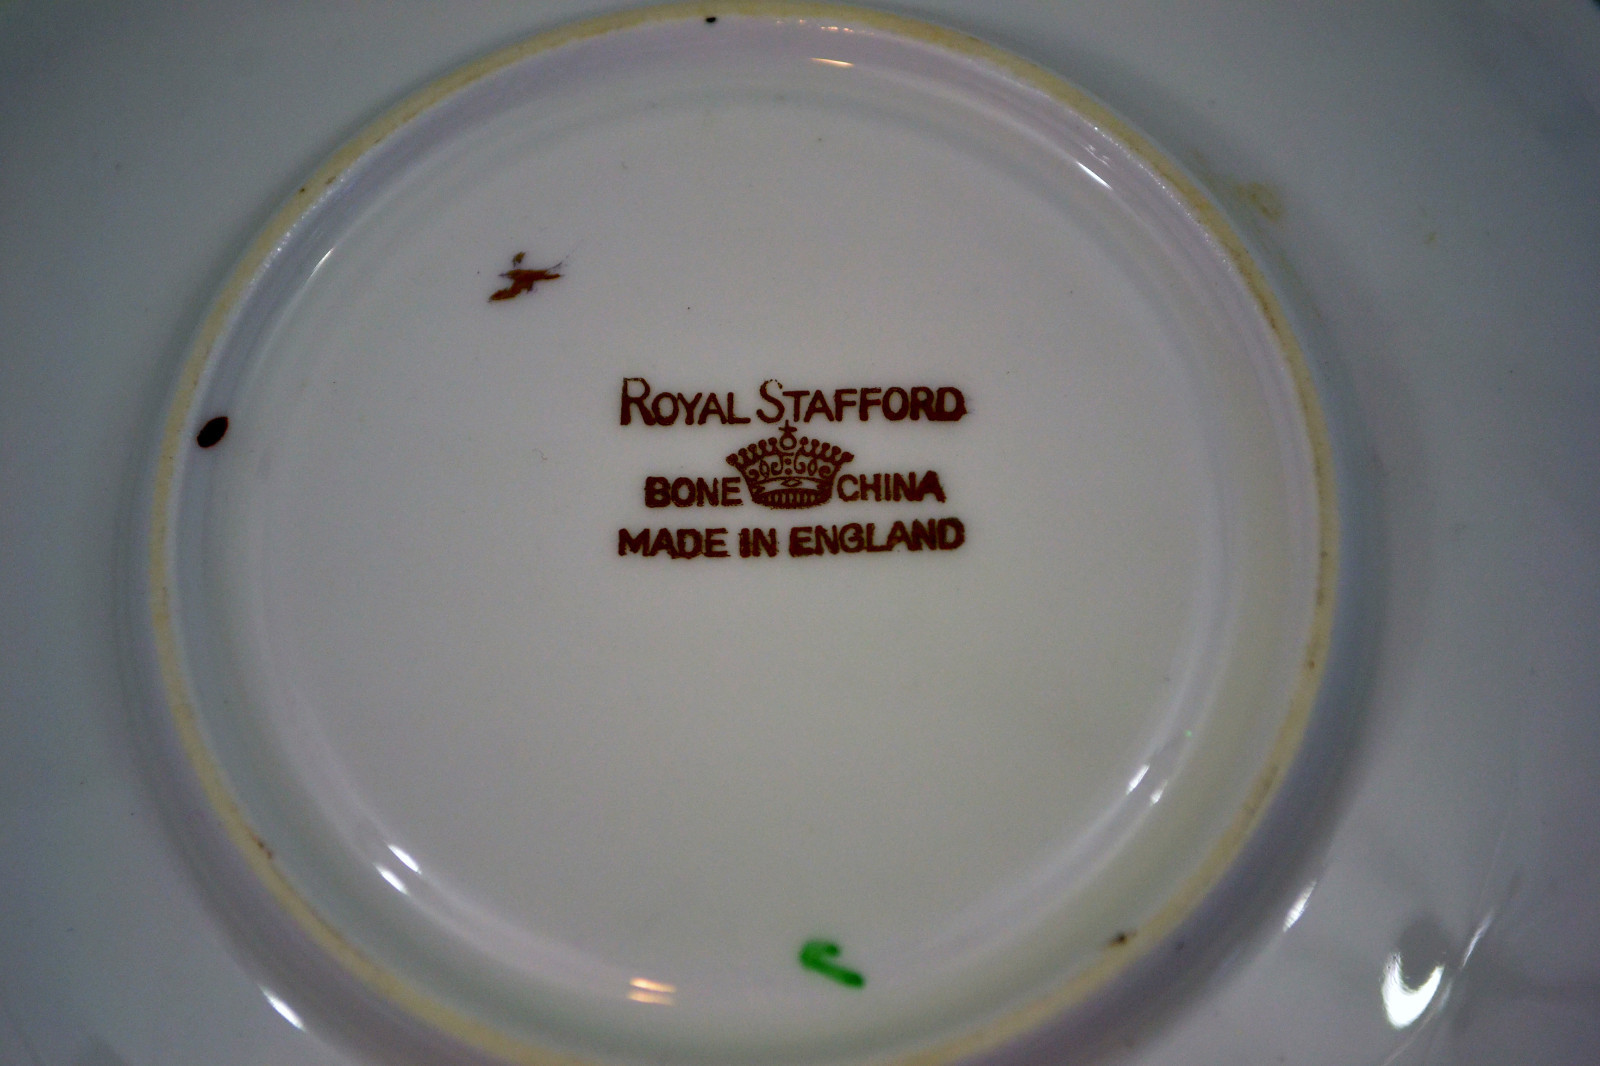 ROYAL STAFFORD
BONE CHINA
MADE IN ENGLAND